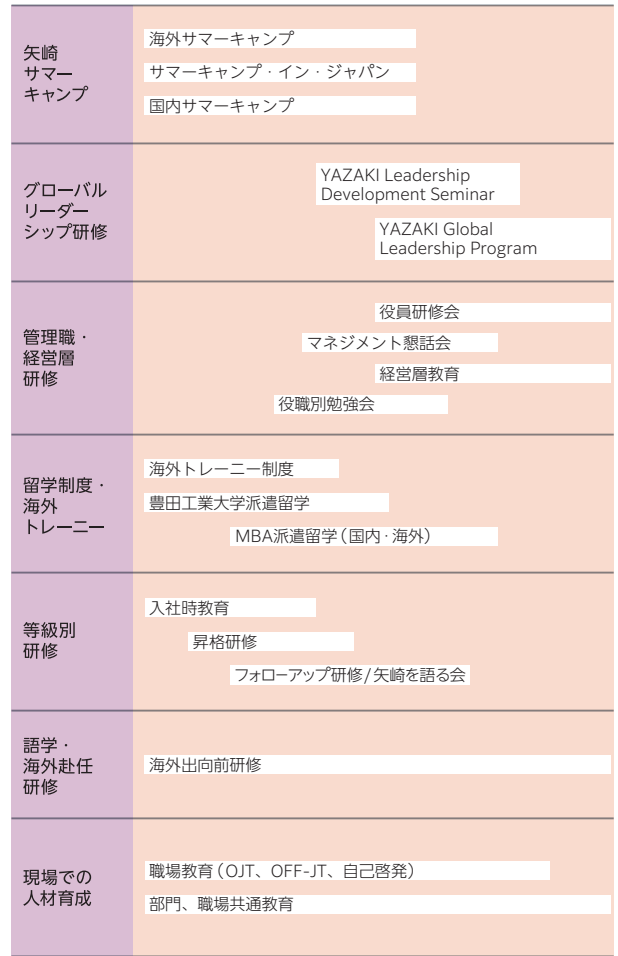 矢崎
サマー
キャンプ
海外サマーキャンプ
サマーキャンプ・イン・ジャパン
国内サマーキャンプ
グローバル
リーダー
シップ研修
YAZAKI Leadership
Development Seminar
YAZAKI Global
Leadership Program
管理職・
経営層
研修
役員研修会
マネジメント懇話会
経営層教育
役職別勉強会
留学制度・
海外
トレーニー
海外トレーニー制度
豊田工業大学派遣留学
MBA派遣留学(国内・海外)
等級別
研修
入社時教育
昇格研修
フォローアップ研修/矢崎を語る会
語学・
海外赴任
研修
海外出向前研修
現場での
人材育成
職場教育(OJT、OFF-JT、自己啓発)
部門、職場共通教育